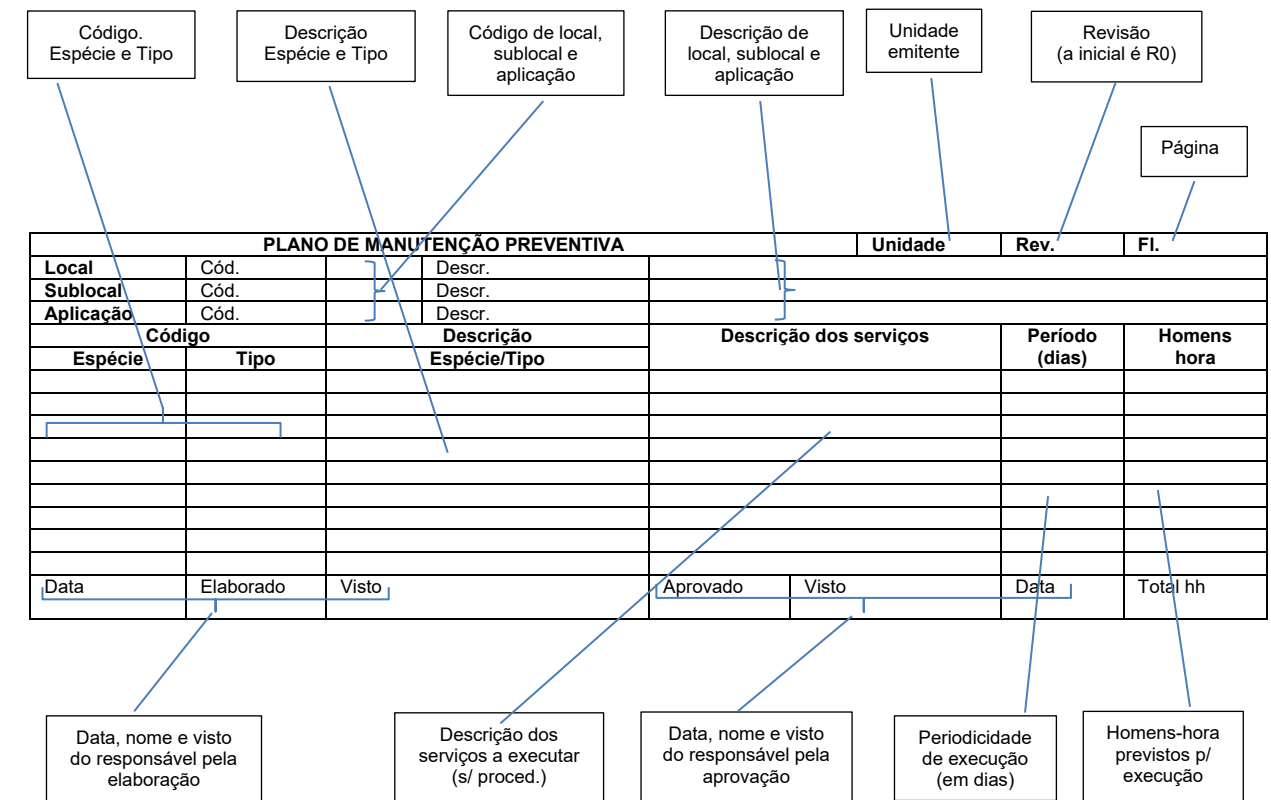 Código.
Espécie e Tipo
Descrição
Espécie e Tipo
Código de local,
sublocal e
aplicação
Descrição de
local, sublocal e
aplicação
Unidade
emitente
Revisão
(a inicial é R0)
Página
PLANO DE MANUTENÇÃO PREVENTIVA Unidade Rev. Fl.
Local Cód. Descr.
Sublocal Cód. Descr.
Aplicação Cód. Descr.
Código Descrição Descrição dos serviços Período Homens
Espécie Tipo Espécie/Tipo (dias) hora
Data Elaborado Visto Aprovado Visto Data Total hh
Data, nome e visto
do responsável pela
elaboração
Descrição dos
serviços a executar
(s/ proced.)
Data, nome e visto
do responsável pela
aprovação
Periodicidade
de execução
(em dias)
Homens-hora
previstos p/
execução